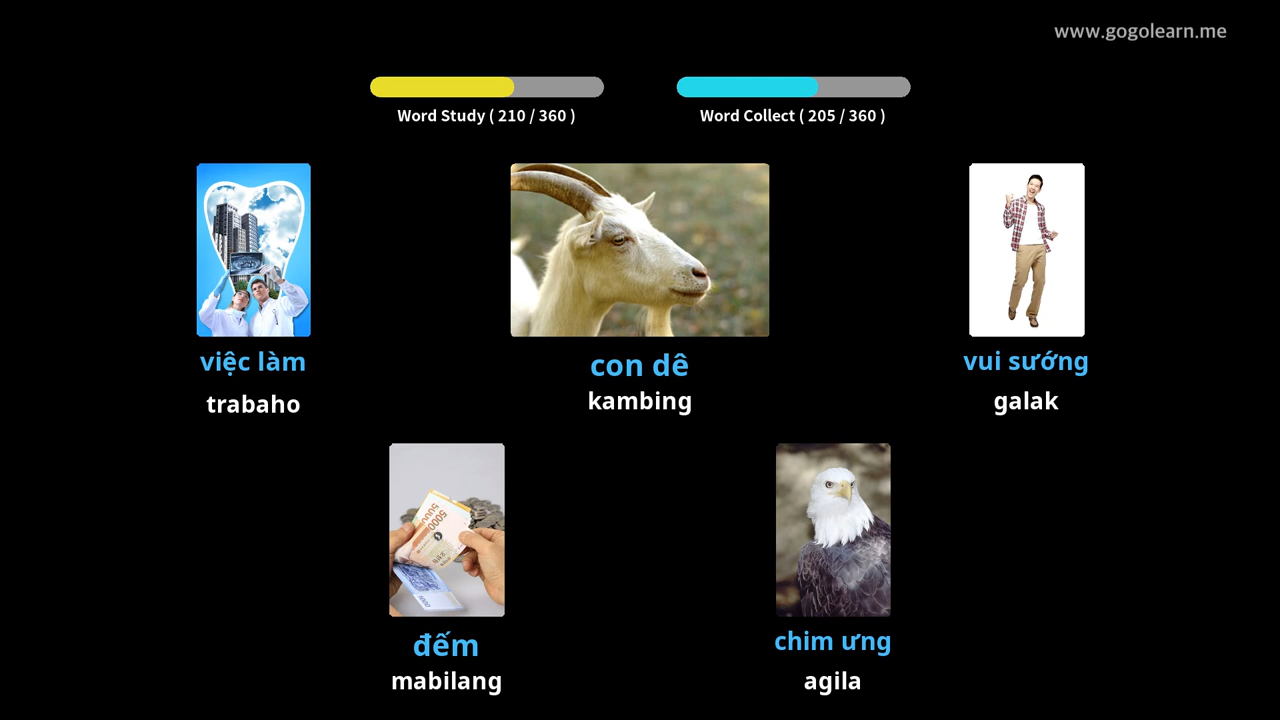 www.gogolearn.me
Word Study ( 210 / 360 )
Word Collect ( 205 / 360 )
việc làm
trabaho
con dê
kambing
vui sướng
galak
5000
đếm
mabilang
chim ưng
agila